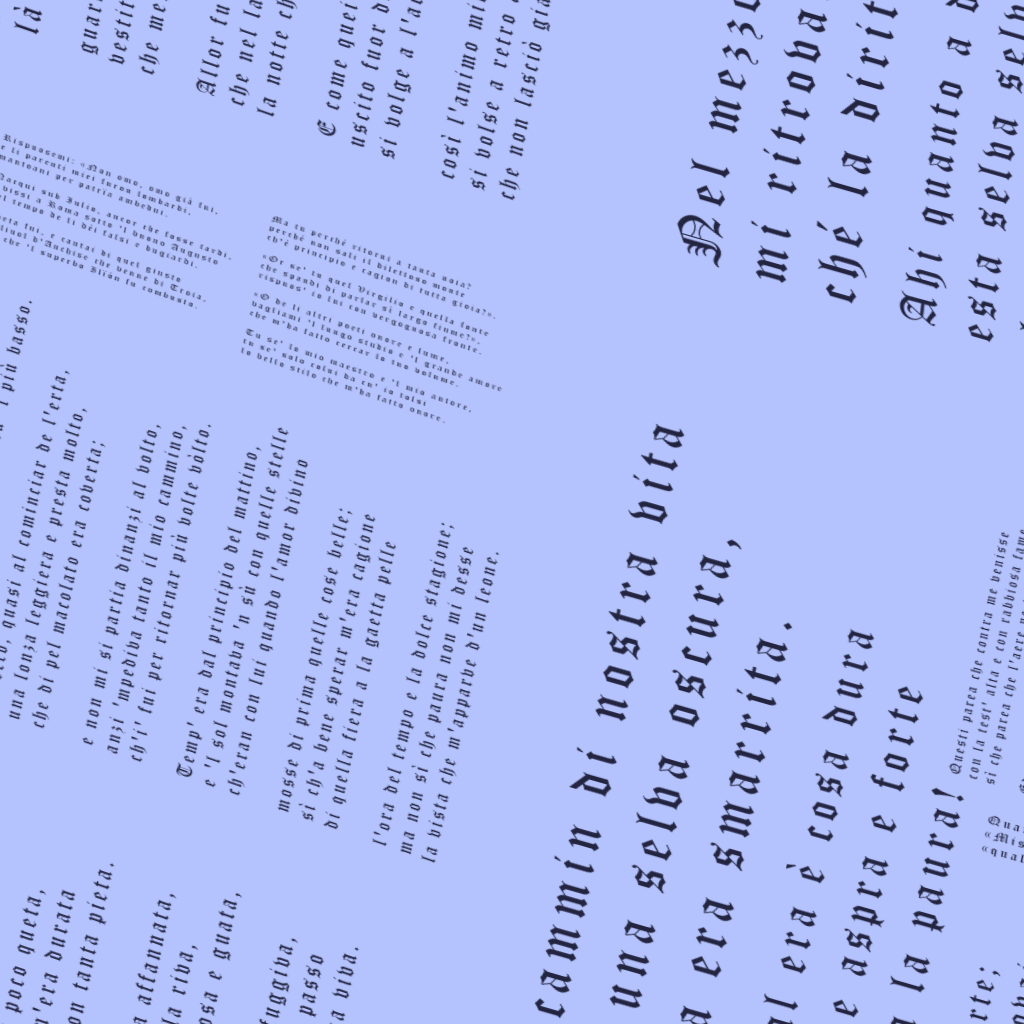 Nel mezzo
mi ritrova
ché la dirit
Ahi quanto a d
esta selva selv
là
guar
vestit
che me
Allor fu
che nel la
la notte ch
E come quei
uscito fuor d
si volge a l'a
così l'animo mi
si volse a retro
che non lasciò già
Rispuosemi: «Non omo, omo già fui,
e li parenti miei furon lombardi,
mantoani per patria ambedui.
Nacqui sub Iulio, ancor che fosse tardi,
vissi a Roma sotto 'l buono Augusto
nel tempo de li dèi falsi e bugiardi.
eta fui, e cantai di quel giusto
figliuol d'Anchise che venne di Troia,
che 'l superbo Ilión fu combusto.
Ma tu perché ritorni a tanta noia?
perché non sali il dilettoso monte
ch'è principio e cagion di tutta gioia?».
«Or se' tu quel Virgilio e quella fonte
che spandi di parlar sì largo fiume?»,
rispuos' io lui con vergognosa fronte.
«O de li altri poeti onore e lume,
vagliami 'l lungo studio e 'l grande amore
che m'ha fatto cercar lo tuo volume.
Tu se' lo mio maestro e 'l mio autore,
tu se' solo colui da cu' io tolsi
lo bello stilo che m'ha fatto onore.
'l più basso.
quasi al cominciar de l'erta,
una lonza leggiera e presta molto,
che di pel macolato era coverta;
e non mi si partia dinanzi al volto,
anzi 'mpediva tanto il mio cammino,
ch'i' fui per ritornar più volte vòlto.
Temp' era dal principio del mattino,
e 'l sol montava 'n sù con quelle stelle
ch'eran con lui quando l'amor divino
mosse di prima quelle cose belle;
sì ch'a bene sperar m'era cagione
di quella fiera a la gaetta pelle
l'ora del tempo e la dolce stagione;
ma non sì che paura non mi desse
la vista che m'apparve d'un leone.
cammin di nostra vita
una selva oscura,
a era smarrita.
al era è cosa dura
e aspra e forte
a la paura!
Questi parea che contra me venisse
con la test' alta e con rabbiosa fame
sì che parea che l'aere
Qua
«Mis
«qual
poco queta,
'era durata
on tanta pieta.
affannata,
la riva,
osa e guata,
fuggiva,
passo
a viva.
rte;